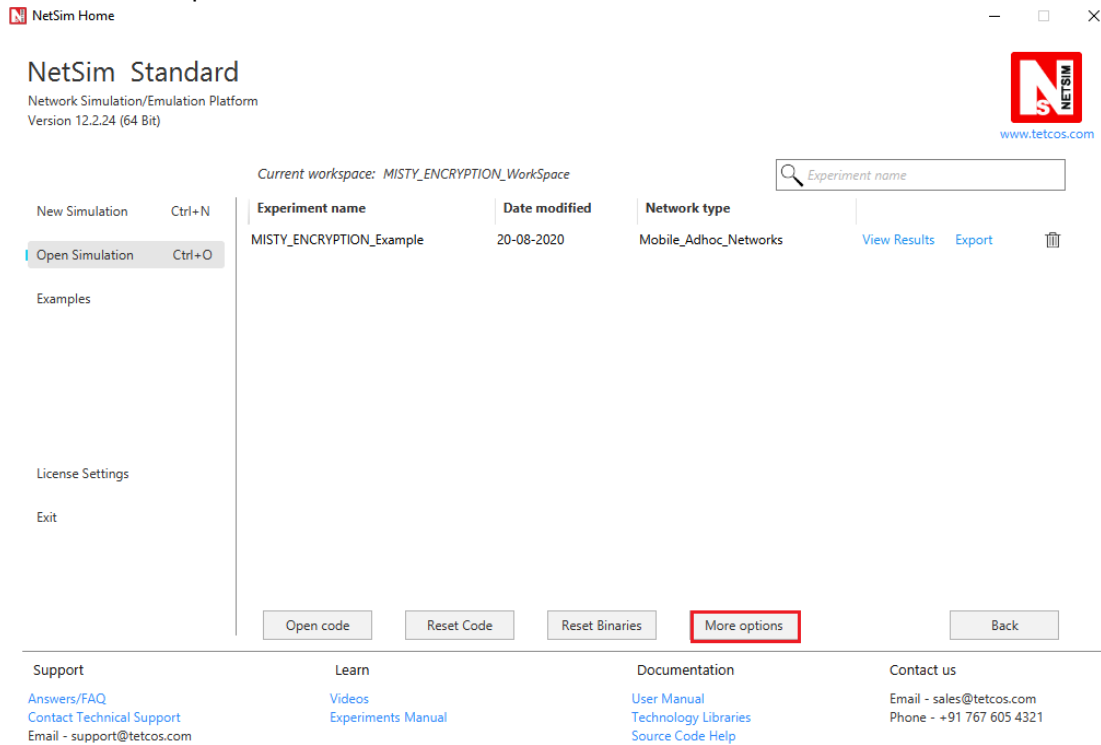 NetSim Home
NetSim Standard
Network Simulation/Emulation Platform
Version 12.2.24 (64 Bit)
N
S
NETSIM
www.tetcos.com
Current workspace: MISTY_ENCRYPTION_WorkSpace
Experiment name
New Simulation Ctrl+N
Open Simulation Ctrl+O
Examples
License Settings
Exit
Experiment name Date modified Network type
MISTY_ENCRYPTION_Example 20-08-2020 Mobile_Adhoc_Networks View Results Export
Open code Reset Code Reset Binaries More options Back
Support
Answers/FAQ
Contact Technical Support
Email - support@tetcos.com
Learn
Videos
Experiments Manual
Documentation
User Manual
Technology Libraries
Source Code Help
Contact us
Email - sales@tetcos.com
Phone - +91 767 605 4321